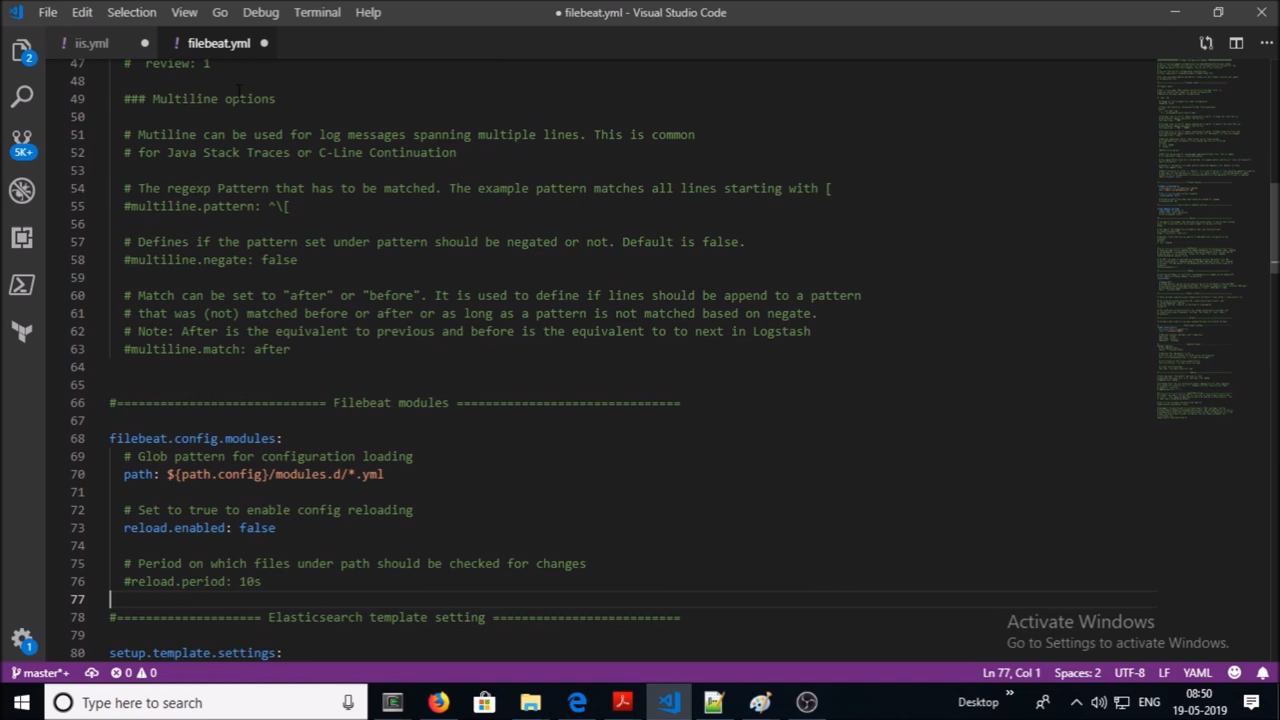 File Edit Selection View Go Debug Terminal Help
● filebeat.yml - Visual Studio Code
! iis.yml ●
! filebeat.yml ●
47 #  review: 1
48
49 ### Multiline options
50
51 # Mutiline can be used for log messages spanning multiple lines. This is common
52 # for Java Stack Traces or C-Line Continuation
53
54 # The regexp Pattern that has to be matched. The example pattern matches all lines starting with [
55 #multiline.pattern: ^\[
56
57 # Defines if the pattern set under pattern should be negated or not. Default is false.
58 #multiline.negate: false
59
60 # Match can be set to "after" or "before". It is used to define if lines should be append to a pattern
61 # that was (not) matched before or after or as long as a pattern is not matched based on negate.
62 # Note: After is the equivalent to previous and before is the equivalent to to next in Logstash
63 #multiline.match: after
64
65
66 #============================= Filebeat modules ===============================
67
68 filebeat.config.modules:
69 # Glob pattern for configuration loading
70 path: ${path.config}/modules.d/*.yml
71
72 # Set to true to enable config reloading
73 reload.enabled: false
74
75 # Period on which files under path should be checked for changes
76 #reload.period: 10s
77
78 #==================== Elasticsearch template setting ==========================
79
80 setup.template.settings:
2
5K+
1
Activate Windows
Go to Settings to activate Windows.
master*+ 0 0 Ln 77, Col 1 Spaces: 2 UTF-8 LF YAML
Type here to search
Desktop » ENG
08:50
19-05-2019